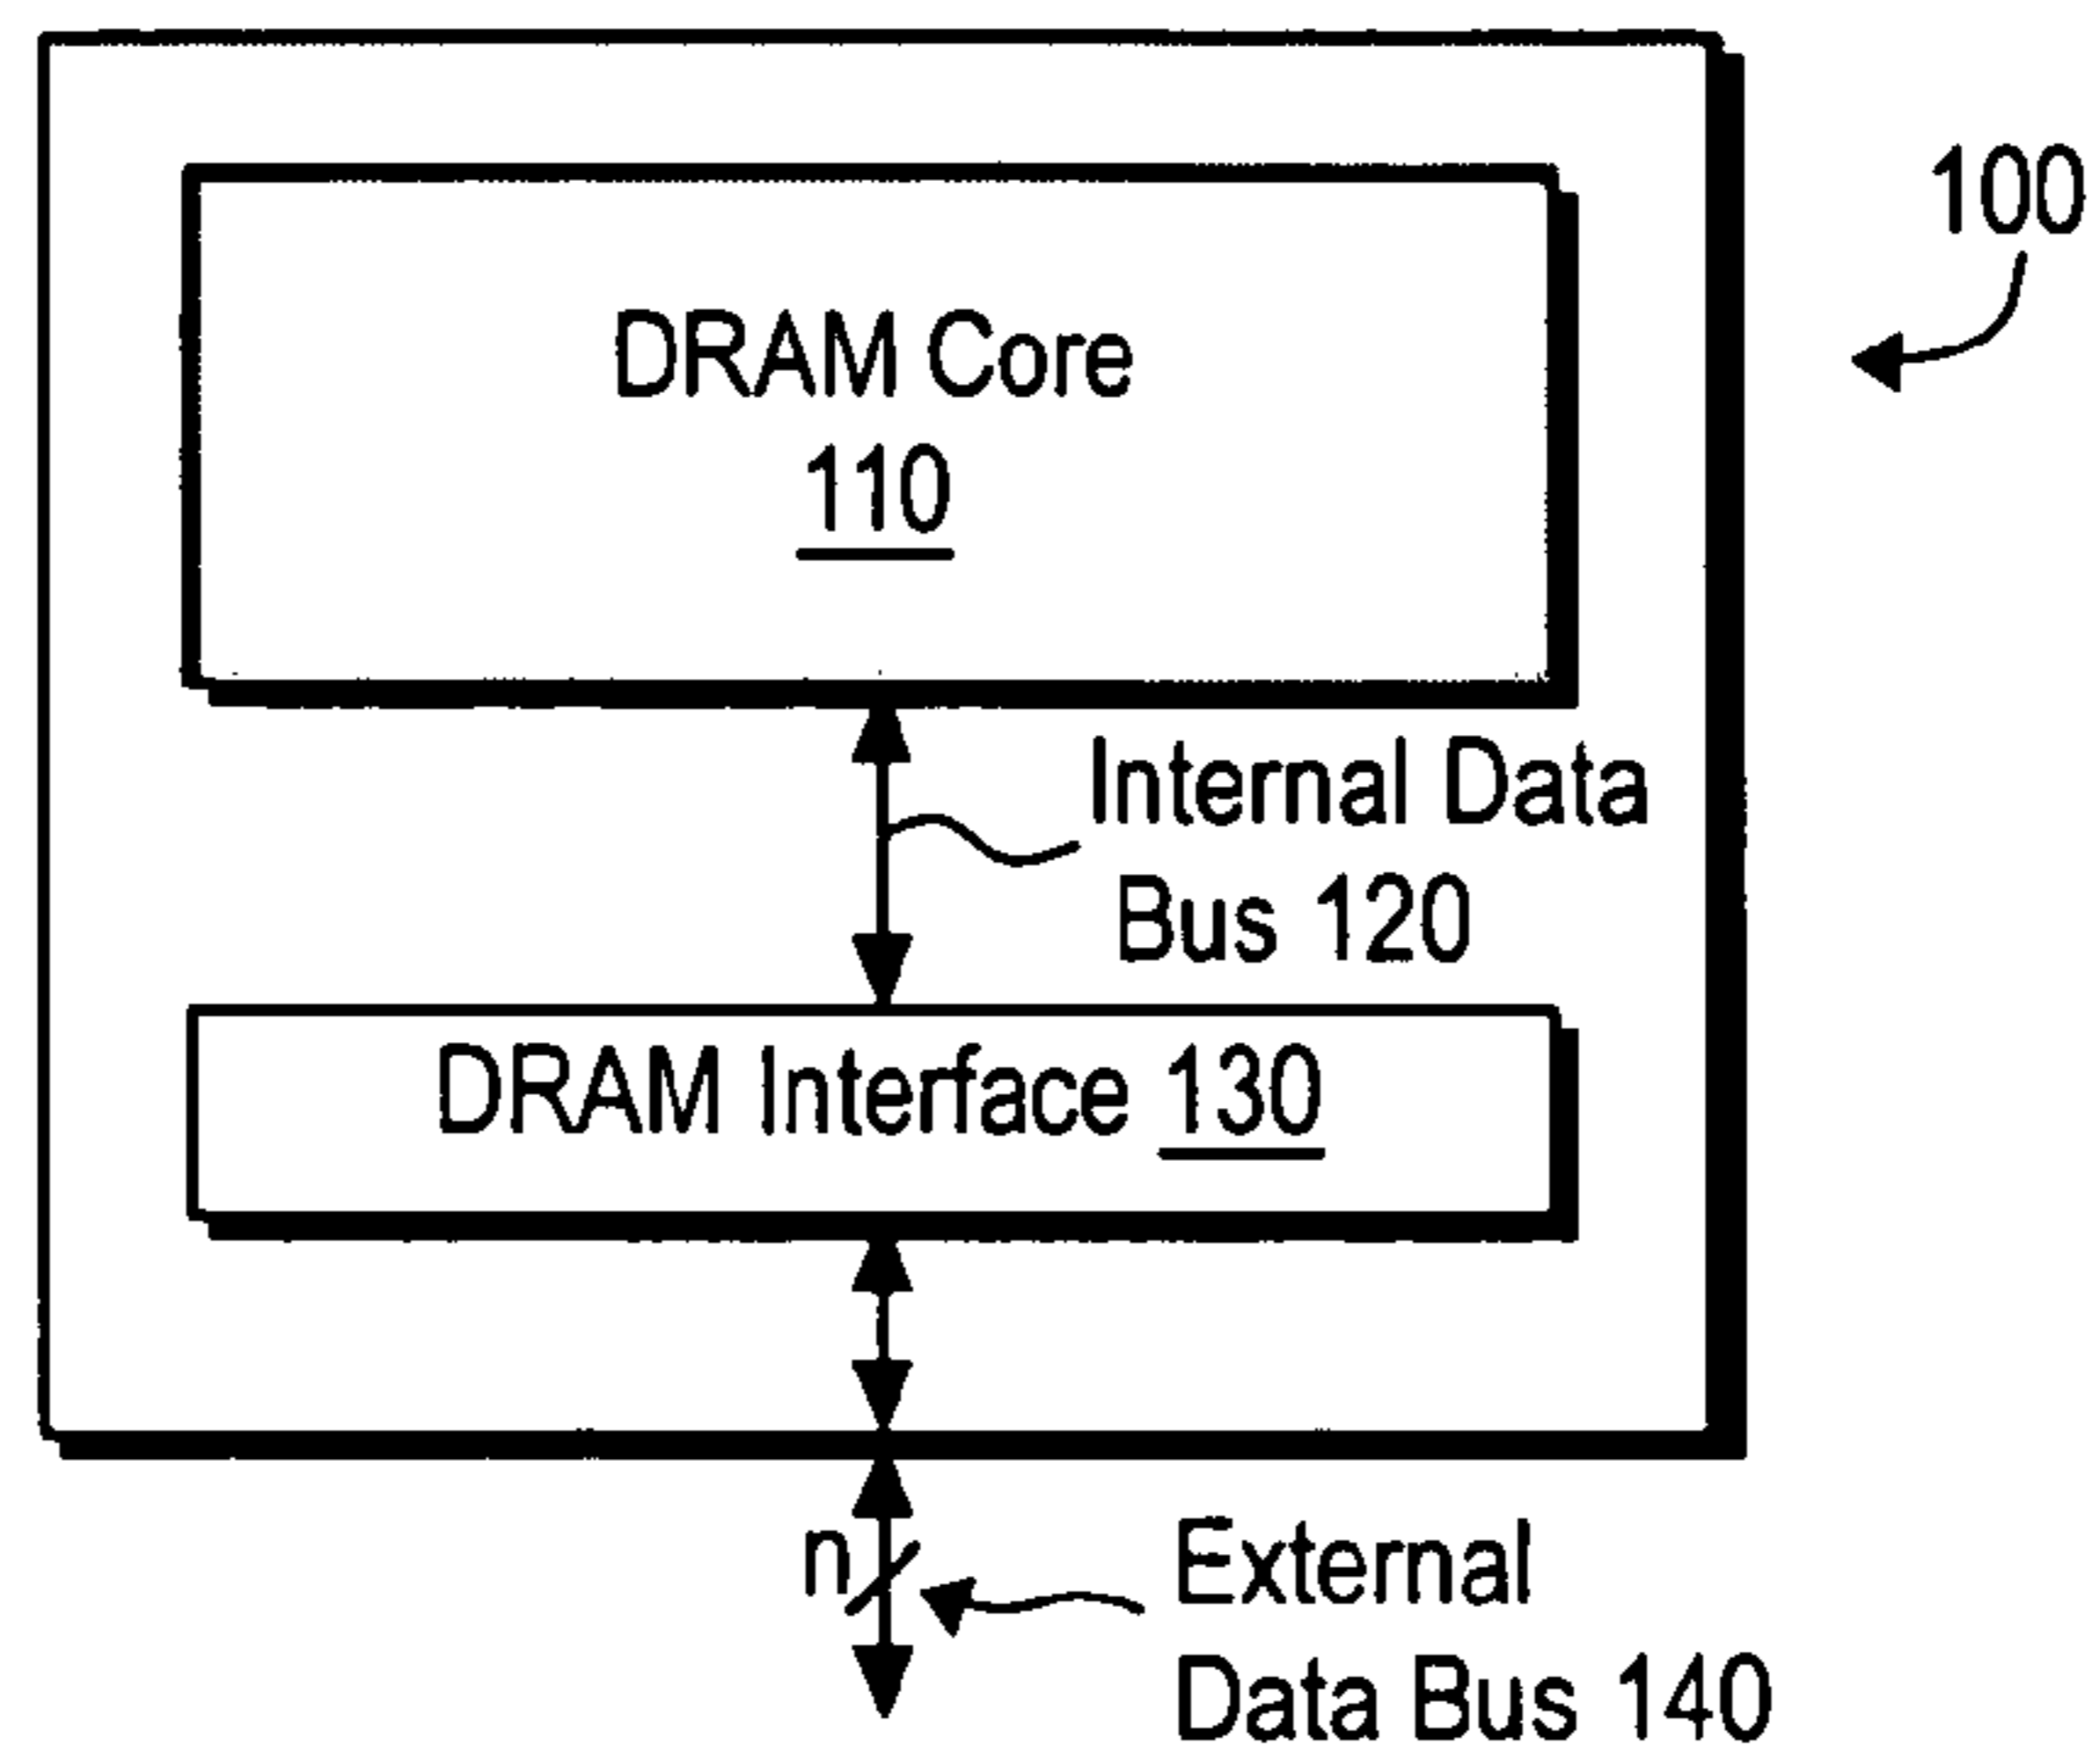 100
DRAM Core
110
Internal Data
Bus 120
DRAM Interface 130
n
External
Data Bus 140